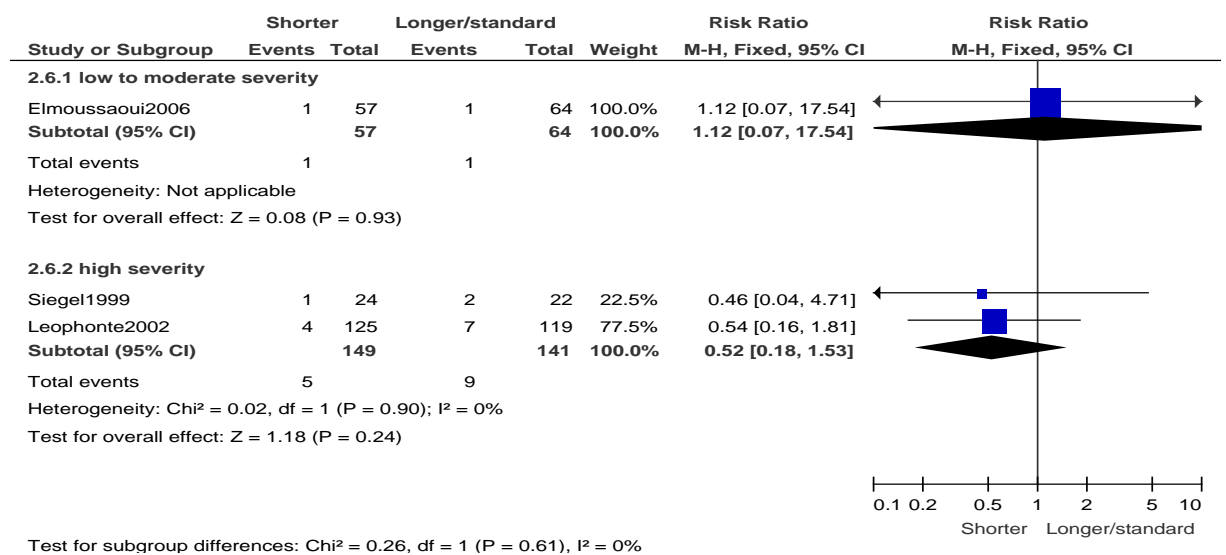 Shorter Longer/standard Risk Ratio Risk Ratio
Study or Subgroup Events Total Events Total Weight M-H, Fixed, 95% CI M-H, Fixed, 95% CI
2.6.1 low to moderate severity
Elmoussaoui2006 1 57 1 64 100.0% 1.12 [0.07, 17.54]
Subtotal (95% CI) 57 64 100.0% 1.12 [0.07, 17.54]
Total events 1 1
Heterogeneity: Not applicable
Test for overall effect: Z = 0.08 (P = 0.93)
2.6.2 high severity
Siegel1999 1 24 2 22 22.5% 0.46 [0.04, 4.71]
Leophonte2002 4 125 7 119 77.5% 0.54 [0.16, 1.81]
Subtotal (95% CI) 149 141 100.0% 0.52 [0.18, 1.53]
Total events 5 9
Heterogeneity: Chi² = 0.02, df = 1 (P = 0.90); I² = 0%
Test for overall effect: Z = 1.18 (P = 0.24)
0.1 0.2 0.5 1 2 5 10
Shorter Longer/standard
Test for subgroup differences: Chi² = 0.26, df = 1 (P = 0.61), I² = 0%